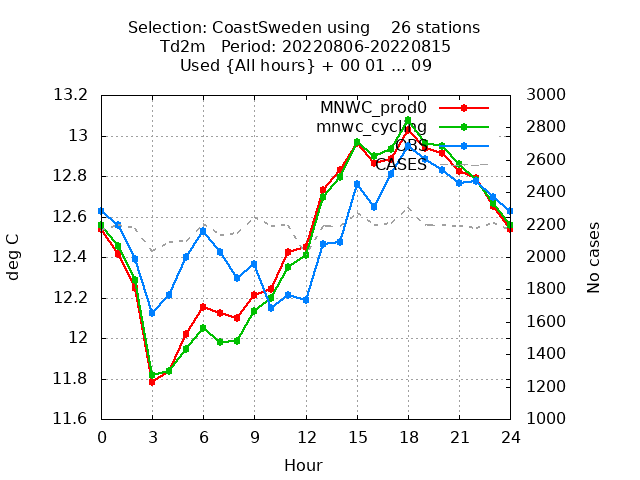 Selection: CoastSweden using    26 stations
Td2m   Period: 20220806-20220815
Used {All hours} + 00 01 ... 09
MNWC_prod0
mnwc_cycling
OBS
CASES
13.2
13
12.8
12.6
12.4
12.2
12
11.8
11.6
deg C
3000
2800
2600
2400
2200
2000
1800
1600
1400
1200
1000
No cases
0 3 6 9 12 15 18 21 24
Hour